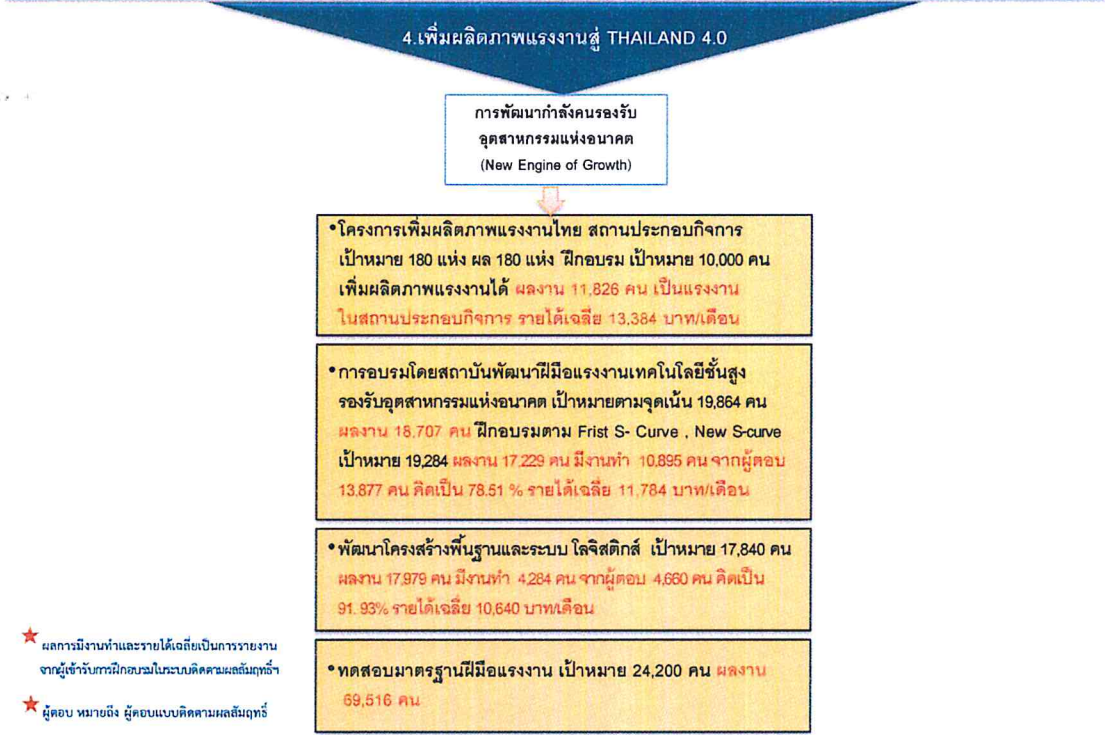 4.เพิ่มผลิตภาพแรงงานสู่ THAILAND 4.0
การพัฒนากำลังคนรองรับ
อุตสาหกรรมแห่งอนาคต
(New Engine of Growth)
•โครงการเพิ่มผลิตภาพแรงงานไทย สถานประกอบกิจการ
เป้าหมาย 180 แห่ง ผล 180 แห่ง ฝึกอบรม เป้าหมาย 10,000 คน
เพิ่มผลิตภาพแรงงานได้ ผลงาน 11,826 คน เป็นแรงงาน
ในสถานประกอบกิจการ รายได้เฉลี่ย 13,384 บาท/เดือน
•การอบรมโดยสถาบันพัฒนาฝีมือแรงงานเทคโนโลยีชั้นสูง
รองรับอุตสาหกรรมแห่งอนาคต เป้าหมายตามจุดเน้น 19,864 คน
ผลงาน 18,707 คน ฝึกอบรมตาม Frist S- Curve , New S-curve
เป้าหมาย 19,284 ผลงาน 17,229 คน มีงานทำ 10,895 คน จากผู้ตอบ
13,877 คน คิดเป็น 78.51 % รายได้เฉลี่ย 11,784 บาท/เดือน
•พัฒนาโครงสร้างพื้นฐานและระบบ โลจิสติกส์ เป้าหมาย 17,840 คน
ผลงาน 17,979 คน มีงานทำ 4,284 คน จากผู้ตอบ 4,660 คน คิดเป็น
91.93% รายได้เฉลี่ย 10,640 บาท/เดือน
•ทดสอบมาตรฐานฝีมือแรงงาน เป้าหมาย 24,200 คน ผลงาน
69,516 คน
ผลการมีงานทำและรายได้เฉลี่ยเป็นการรายงาน
จากผู้เข้ารับการฝึกอบรมในระบบติดตามผลสัมฤทธิ์ฯ
ผู้ตอบ หมายถึง ผู้ตอบแบบติดตามผลสัมฤทธิ์